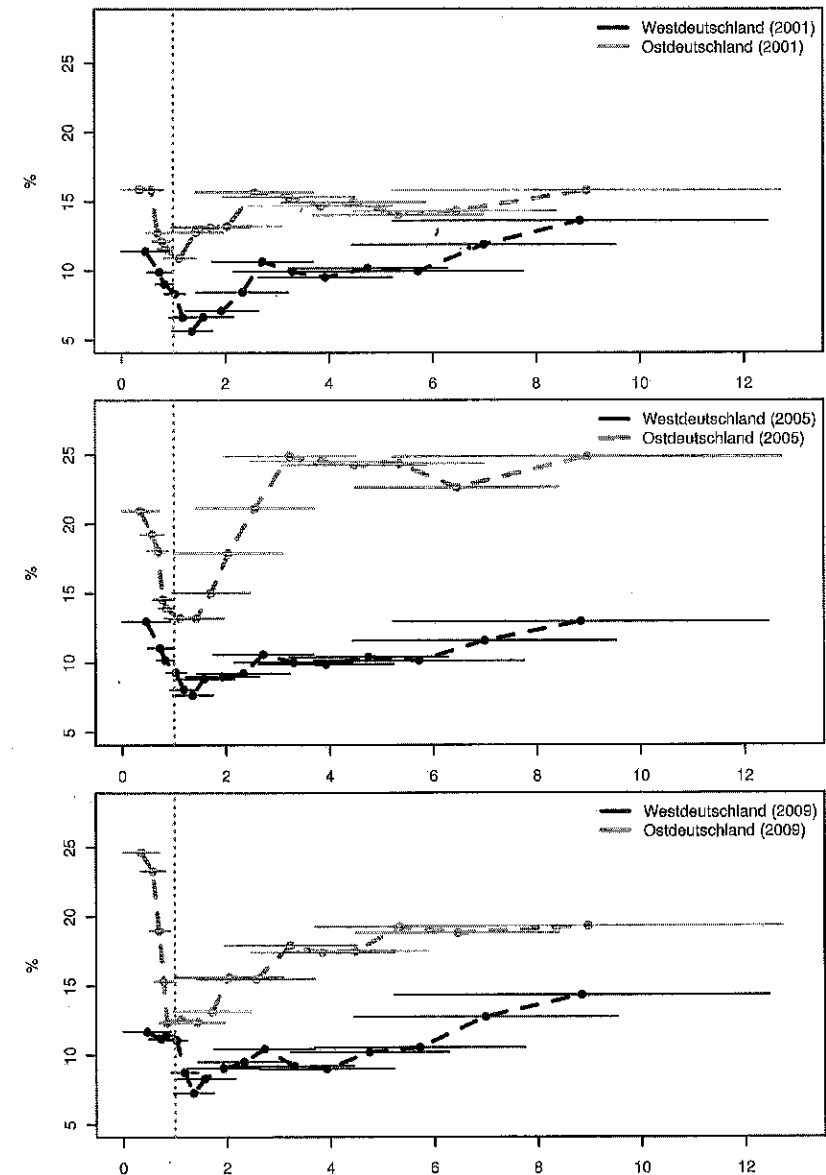 Westdeutschland (2001)
Ostdeutschland (2001)
25
20
15
10
5
%
0 2 4 6 8 10 12
Westdeutschland (2005)
Ostdeutschland (2005)
25
20
15
10
5
%
0 2 4 6 8 10 12
Westdeutschland (2009)
Ostdeutschland (2009)
25
20
15
10
5
%
0 2 4 6 8 10 12